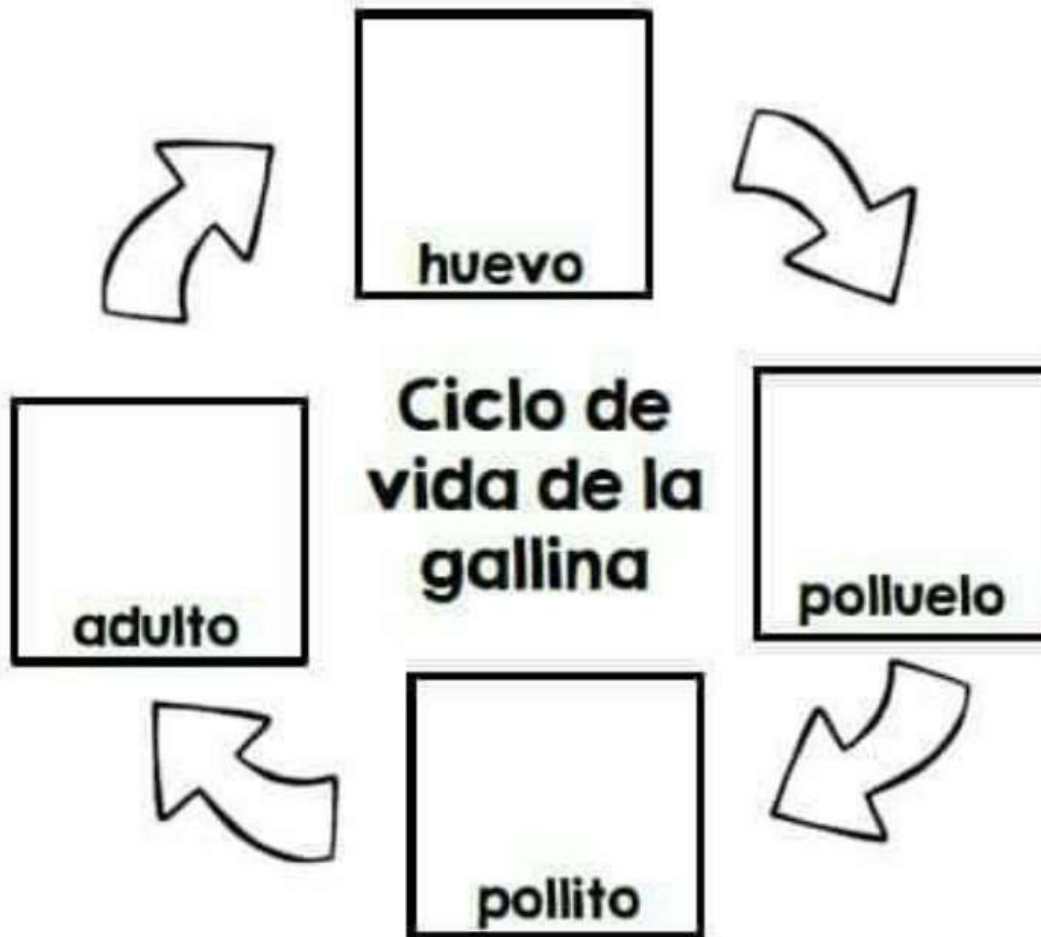 huevo
Ciclo de
vida de la
gallina
polluelo
adulto
pollito